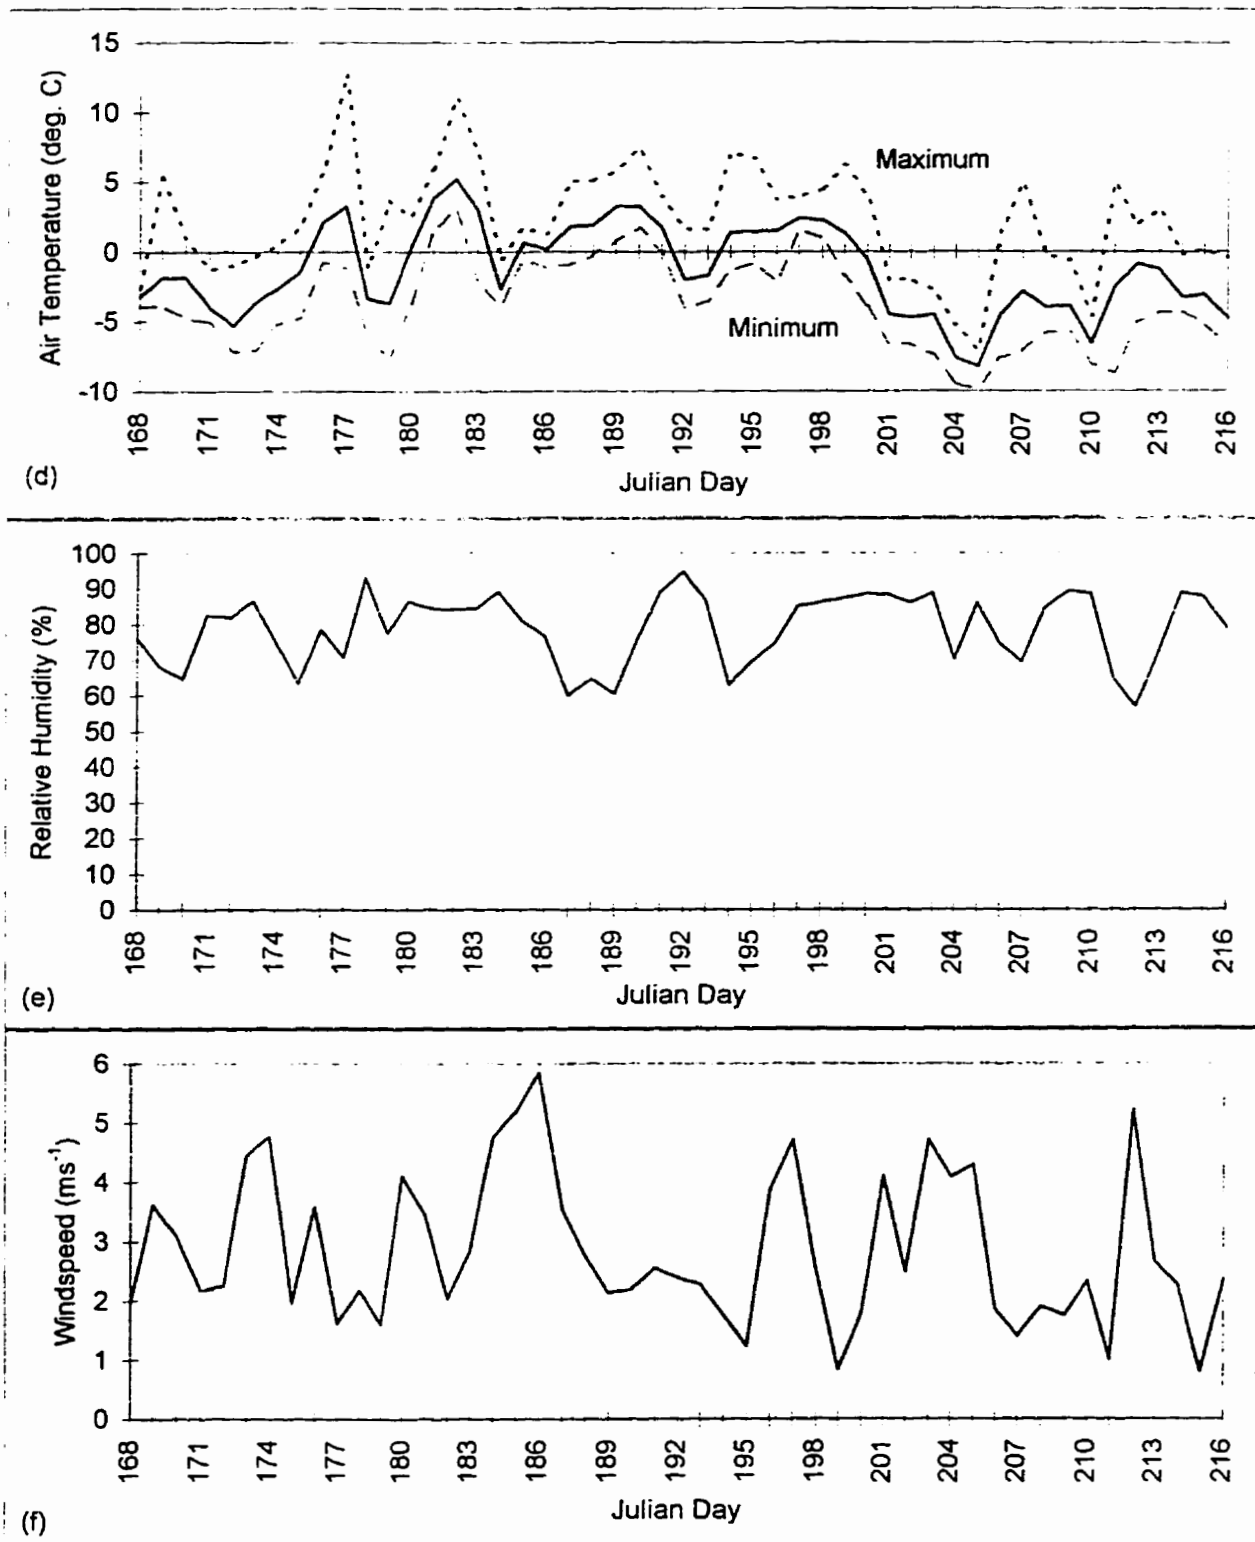 15
10
5
0
-5
-10
Air Temperature (deg. C)
Maximum
Minimum
168 171 174 177 180 183 186 189 192 195 198 201 204 207 210 213 216
Julian Day
(d)
100
90
80
70
60
50
40
30
20
10
0
Relative Humidity (%)
168 171 174 177 180 183 186 189 192 195 198 201 204 207 210 213 216
Julian Day
(e)
6
5
4
3
2
1
0
Windspeed (ms⁻¹)
168 171 174 177 180 183 186 189 192 195 198 201 204 207 210 213 216
Julian Day
(f)